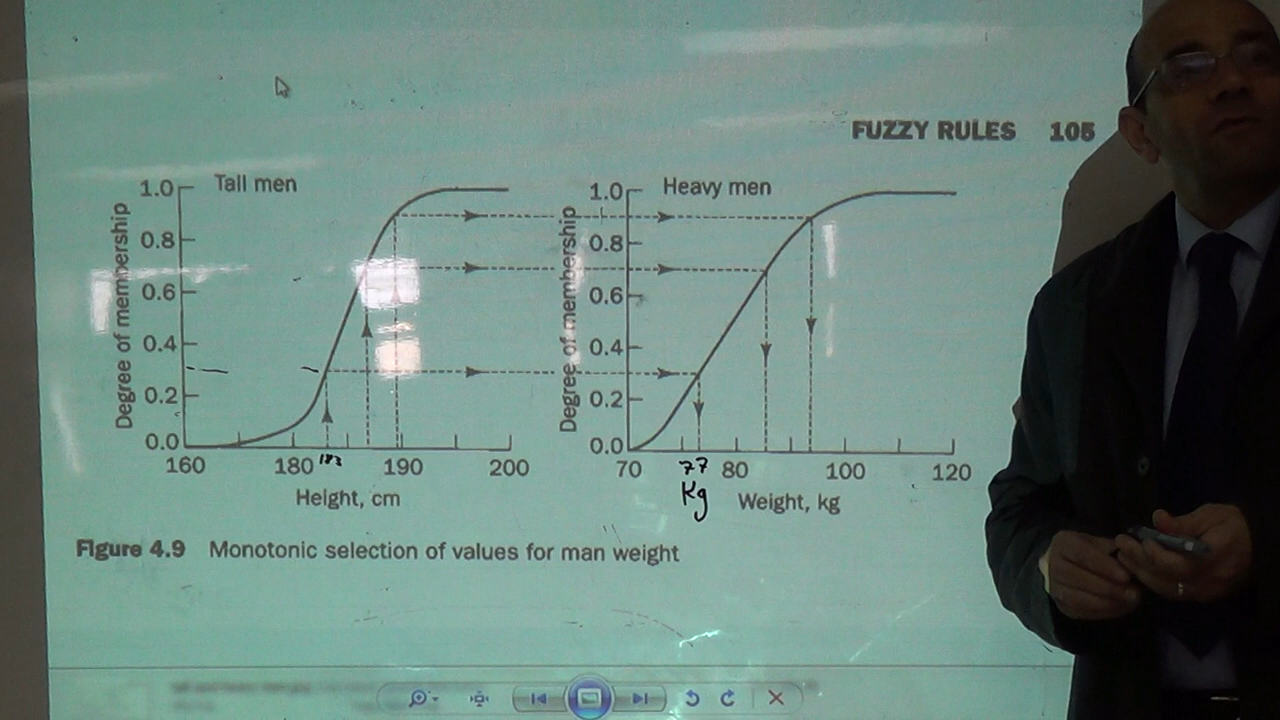 FUZZY RULES 105
Tall men
Degree of membership
1.0
0.8
0.6
0.4
0.2
0.0
160 180 183 190 200
Height, cm
Heavy men
Degree of membership
1.0
0.8
0.6
0.4
0.2
0.0
70 77 80 100 120
Kg
Weight, kg
Figure 4.9 Monotonic selection of values for man weight